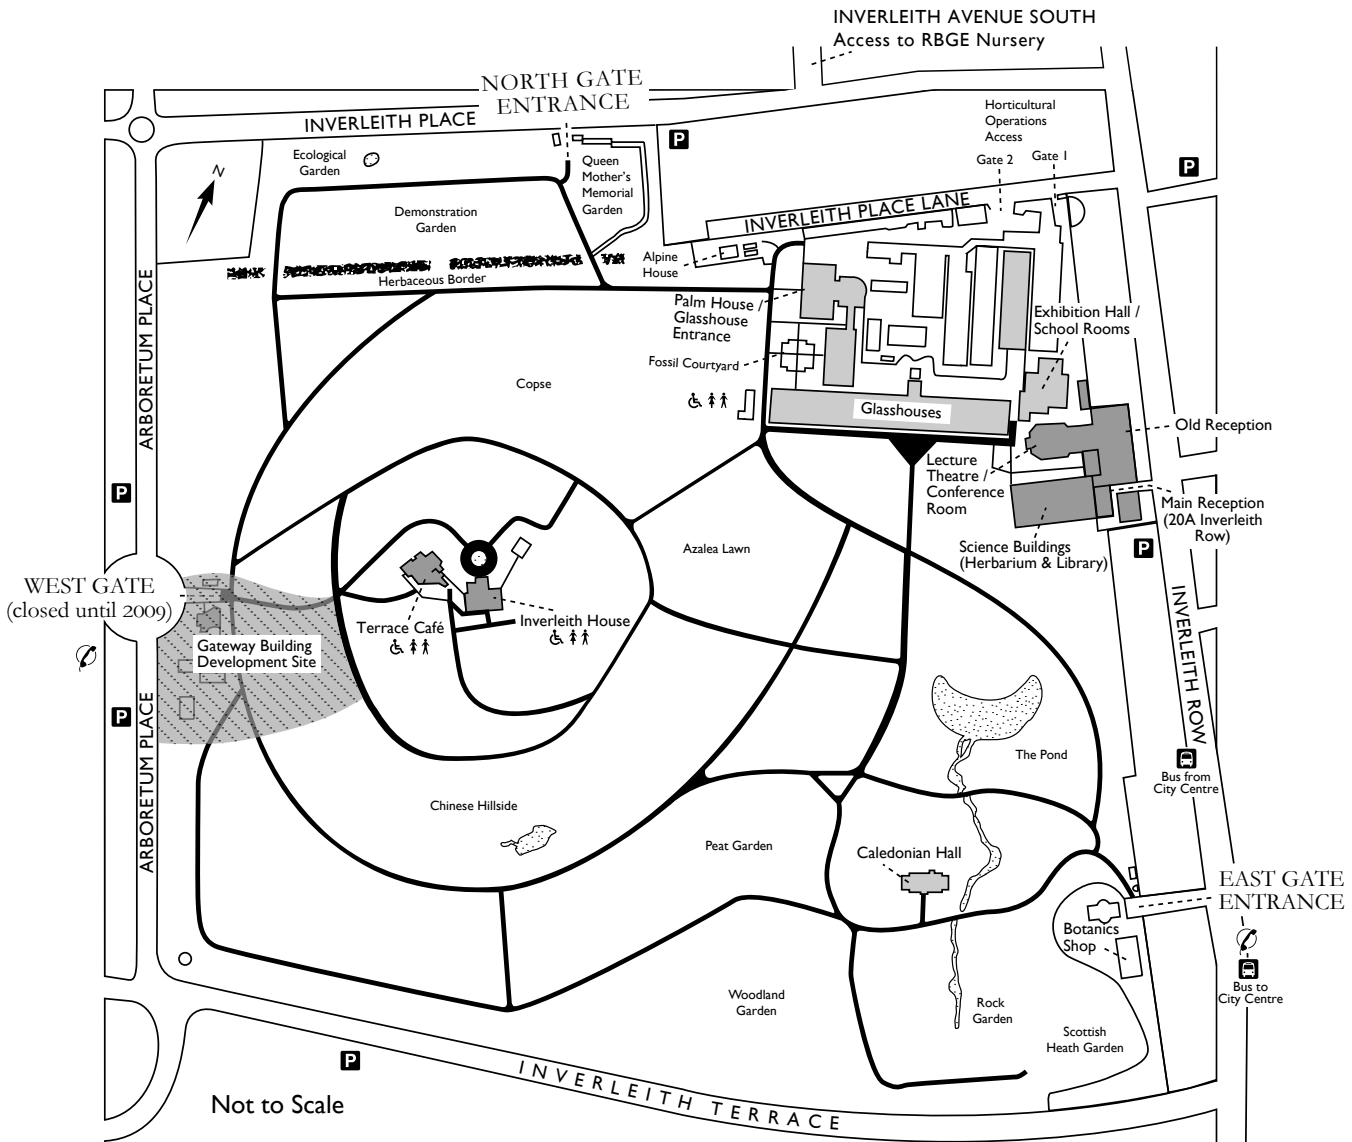 INVERLEITH AVENUE SOUTH
Access to RBGE Nursery
NORTH GATE
ENTRANCE
INVERLEITH PLACE
Horticultural
Operations
Access
Gate 2
Gate 1
P
P
Ecological
Garden
N
Queen
Mother's
Memorial
Garden
Demonstration
Garden
INVERLEITH PLACE LANE
Alpine
House
Herbaceous Border
ARBORETUM PLACE
Palm House /
Glasshouse
Entrance
Exhibition Hall /
School Rooms
Fossil Courtyard
Copse
Glasshouses
Old Reception
Lecture
Theatre /
Conference
Room
P
Main Reception
(20A Inverleith
Row)
Azalea Lawn
Science Buildings
(Herbarium & Library)
P
WEST GATE
(closed until 2009)
Terrace Café
Inverleith House
INVERLEITH ROW
Gateway Building
Development Site
P
ARBORETUM PLACE
The Pond
Bus from
City Centre
Chinese Hillside
Peat Garden
Caledonian Hall
EAST GATE
ENTRANCE
Botanics
Shop
Bus to
City Centre
Woodland
Garden
Rock
Garden
Scottish
Heath Garden
P
INVERLEITH TERRACE
Not to Scale